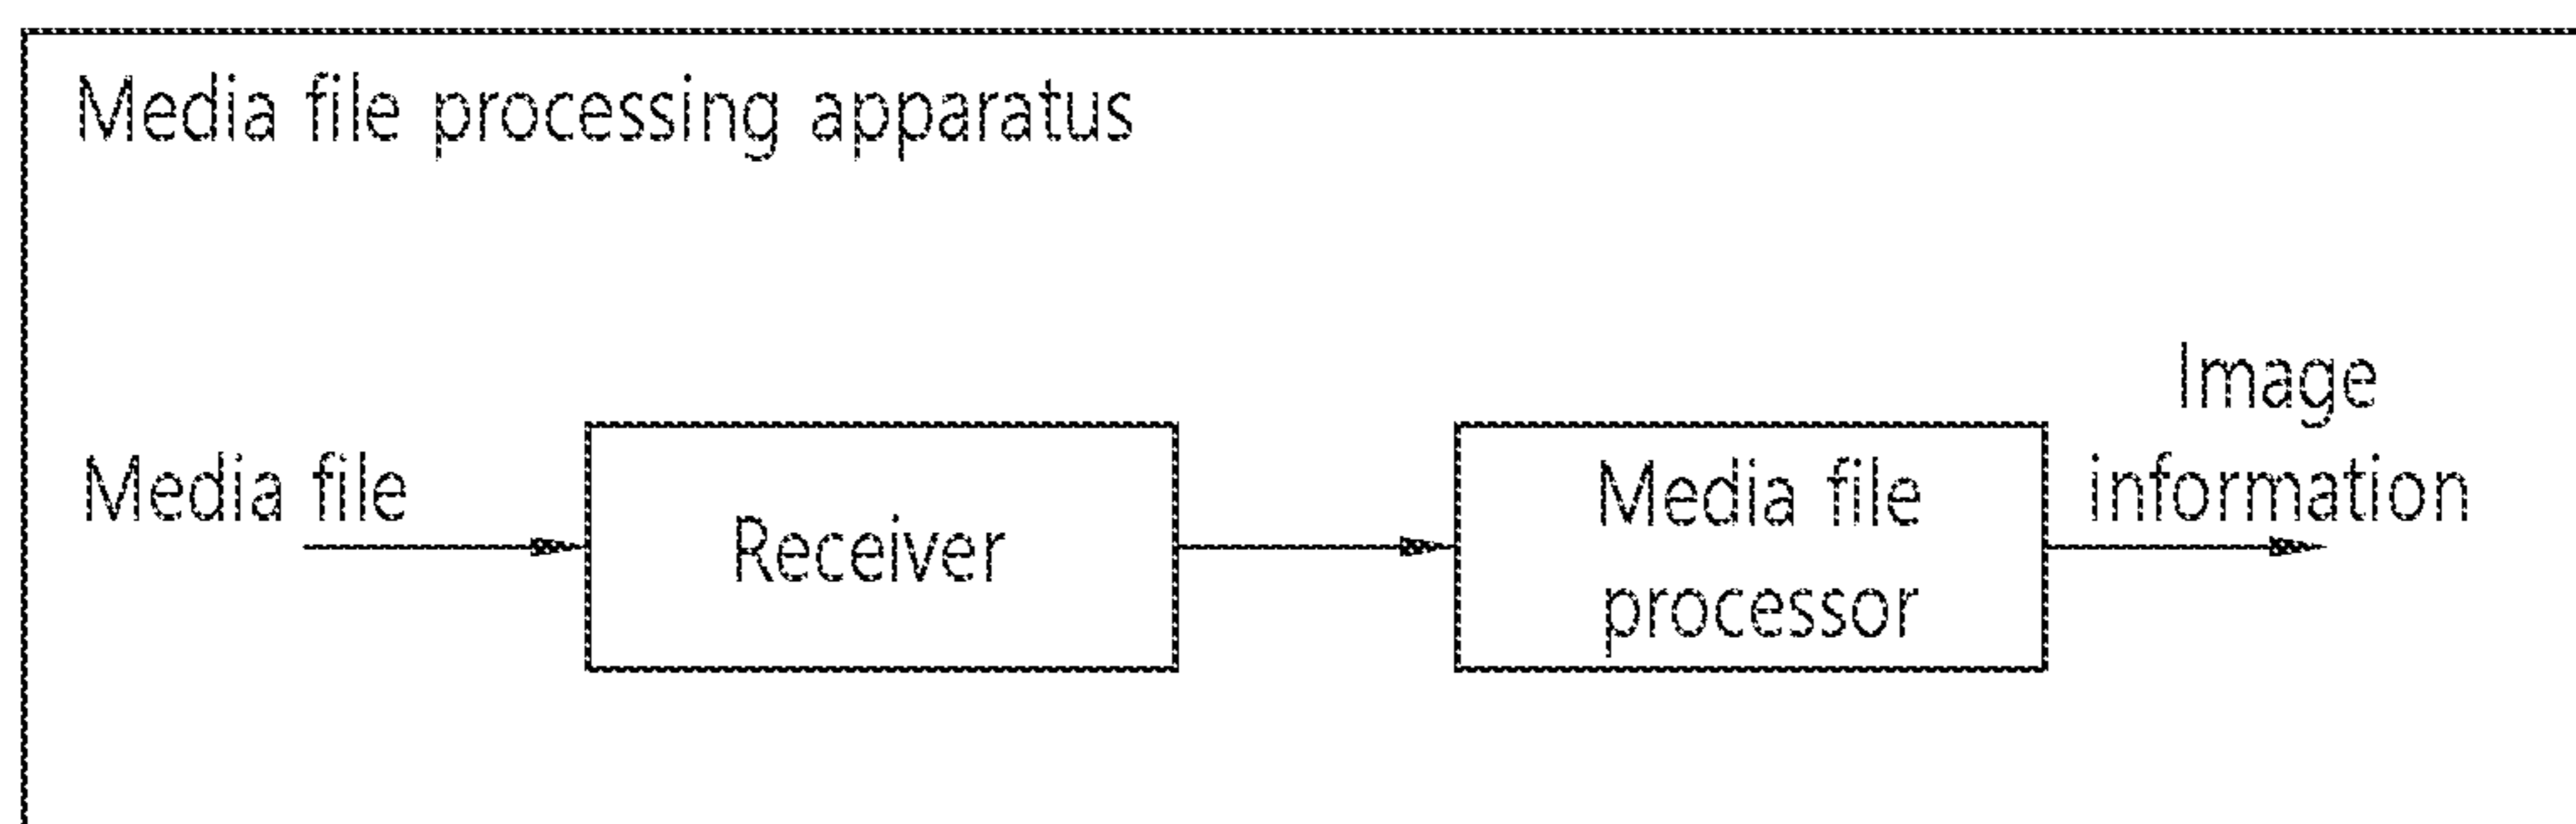 Media file processing apparatus
Media file
Receiver
Media file
processor
Image
information